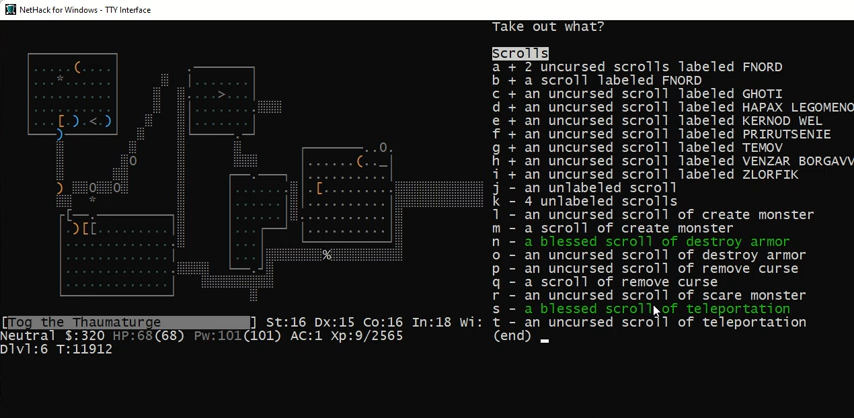 NetHack for Windows - TTY Interface
Take out what?
Scrolls
a + 2 uncursed scrolls labeled FNORD
b + a scroll labeled FNORD
c + an uncursed scroll labeled GHOTI
d + an uncursed scroll labeled HAPAX LEGOMENO
e + an uncursed scroll labeled KERNOD WEL
f + an uncursed scroll labeled PRIRUTSENIE
g + an uncursed scroll labeled TEMOV
h + an uncursed scroll labeled VENZAR BORGAVV
i + an uncursed scroll labeled ZLORFIK
j - an unlabeled scroll
k - 4 unlabeled scrolls
l - an uncursed scroll of create monster
m - a scroll of create monster
n - a blessed scroll of destroy armor
o - an uncursed scroll of destroy armor
p - an uncursed scroll of remove curse
q - a scroll of remove curse
r - an uncursed scroll of scare monster
s - a blessed scroll of teleportation
t - an uncursed scroll of teleportation
(end)
[Tog the Thaumaturge ] St:16 Dx:15 Co:16 In:18 Wi:
Neutral $:320 HP:68(68) Pw:101(101) AC:1 Xp:9/2565
Dlvl:6 T:11912